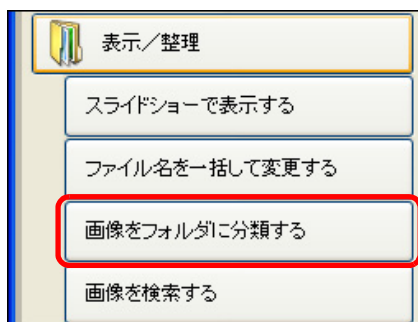 表示／整理
スライドショーで表示する
ファイル名を一括して変更する
画像をフォルダに分類する
画像を検索する